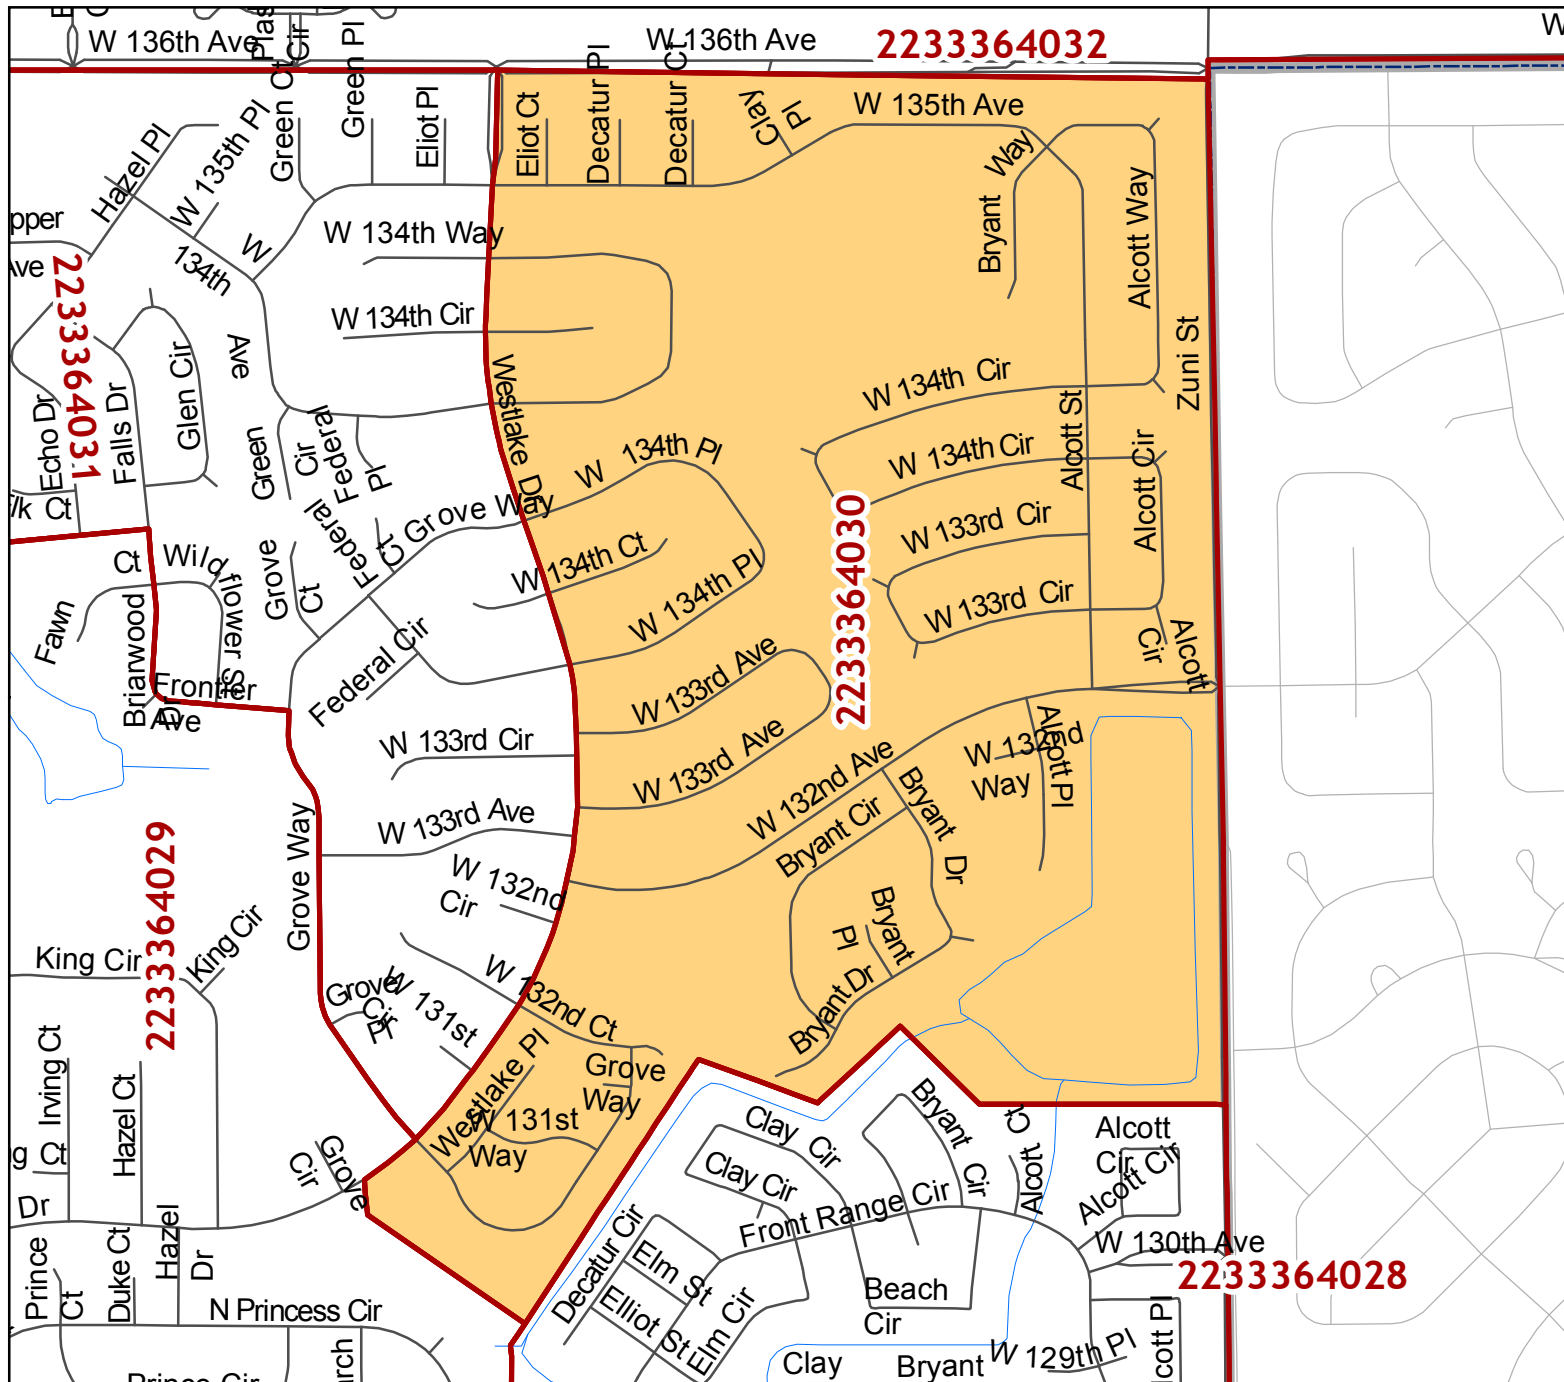 W 136th Ave
W 136th Ave
2233364032
Green Ct
Cir
Green Pl
Eliot Pl
Eliot Ct
Decatur Pl
Decatur Ct
Clay
Pl
W 135th Ave
Hazel Pl
W 135th Pl
Bryant
Way
Alcott Way
W
134th
Ave
W 134th Way
W 134th Cir
2233364031
Zuni St
Echo Dr
Falls Dr
Glen Cir
Green
Cir
Federal
Pl
Westlake Dr
W 134th Pl
W 134th Cir
W 134th Cir
Alcott St
Alcott Cir
W 133rd Cir
W 133rd Cir
Alcott
Cir
2233364030
Grove Way
Federal
Ct
W 134th Ct
W 134th Pl
Wildflower St
Grove
Ct
Fawn
Ct
Briarwood
Dr
Frontier
Ave
Federal Cir
W 133rd Ave
W 133rd Ave
W 133rd Cir
W 133rd Ave
W 132nd Ave
W 132nd
Way
Alcott Pl
Bryant Cir
Bryant Dr
Bryant
Pl
Bryant Dr
Grove Way
2233364029
W 132nd
Cir
King Cir
King Cir
Grove
Cir
W 131st
Pl
W 132nd Ct
Westlake Pl
Grove
Way
W 131st
Way
Irving Ct
Hazel Ct
Grove
Cir
Clay Cir
Clay Cir
Bryant Cir
Alcott Ct
Alcott
Cir
Alcott Cir
Front Range Cir
W 130th Ave
2233364028
Dr
Prince
Ct
Duke Ct
Hazel
Dr
N Princess Cir
Decatur Cir
Elm St
Elliot St
Elm Cir
Beach
Cir
W 129th Pl
Clay
Bryant
Prince Cir